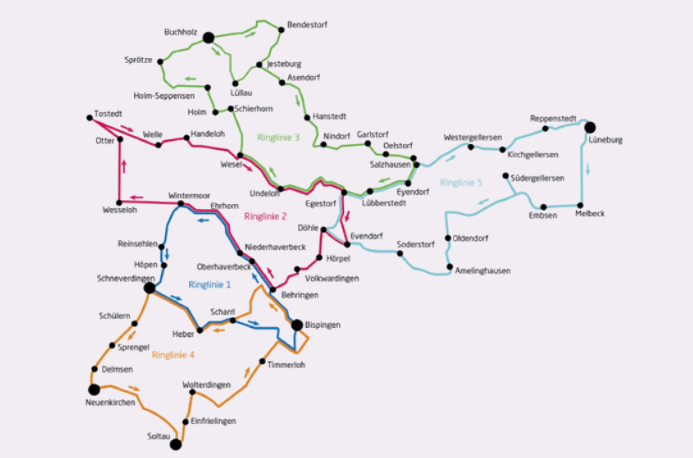 Bendestorf
Buchholz
Sprötze
Jesteburg
Asendorf
Lüllau
Holm-Seppensen
Holm
Schierhorn
Tostedt
Hanstedt
Reppenstedt
Otter
Welle
Handeloh
Ringlinie 3
Nindorf
Garlstorf
Oelstorf
Westergellersen
Lüneburg
Kirchgellersen
Wesel
Salzhausen
Undeloh
Südergellersen
Ringlinie 5
Eyendorf
Lübberstedt
Egestorf
Wesseloh
Wintermoor
Ehrhorn
Ringlinie 2
Embsen
Melbeck
Döhle
Evendorf
Reinsehlen
Niederhaverbeck
Soderstorf
Oldendorf
Höpen
Oberhaverbeck
Hörpel
Volkwardingen
Amelinghausen
Schneverdingen
Ringlinie 1
Behringen
Schülern
Scharrl
Bispingen
Heber
Sprengel
Ringlinie 4
Timmerloh
Delmsen
Wolterdingen
Neuenkirchen
Einfrielingen
Soltau